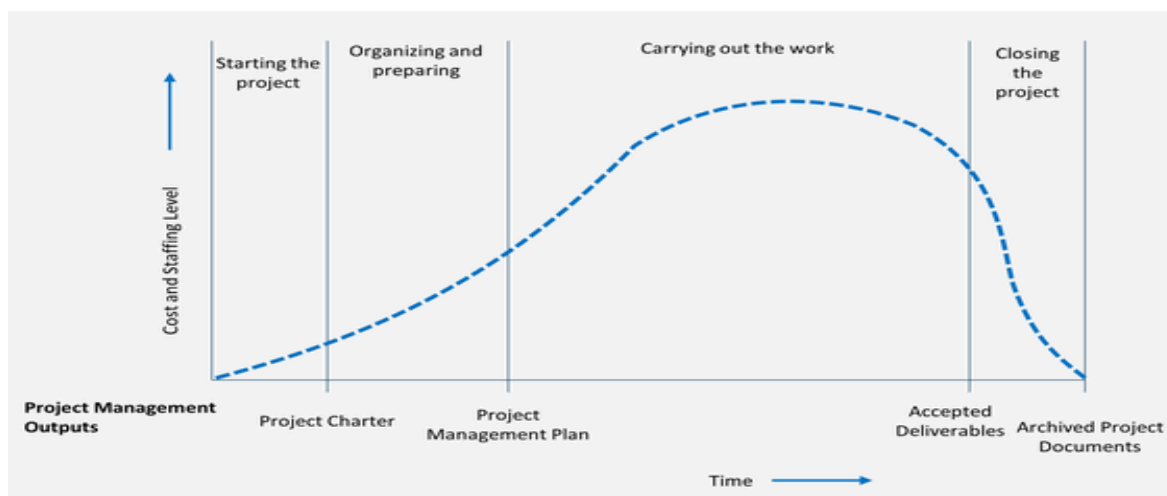 Starting the
project
Organizing and
preparing
Carrying out the work
Closing
the
project
Cost and Staffing Level
Project Management
Outputs
Project Charter
Project
Management Plan
Accepted
Deliverables
Archived Project
Documents
Time